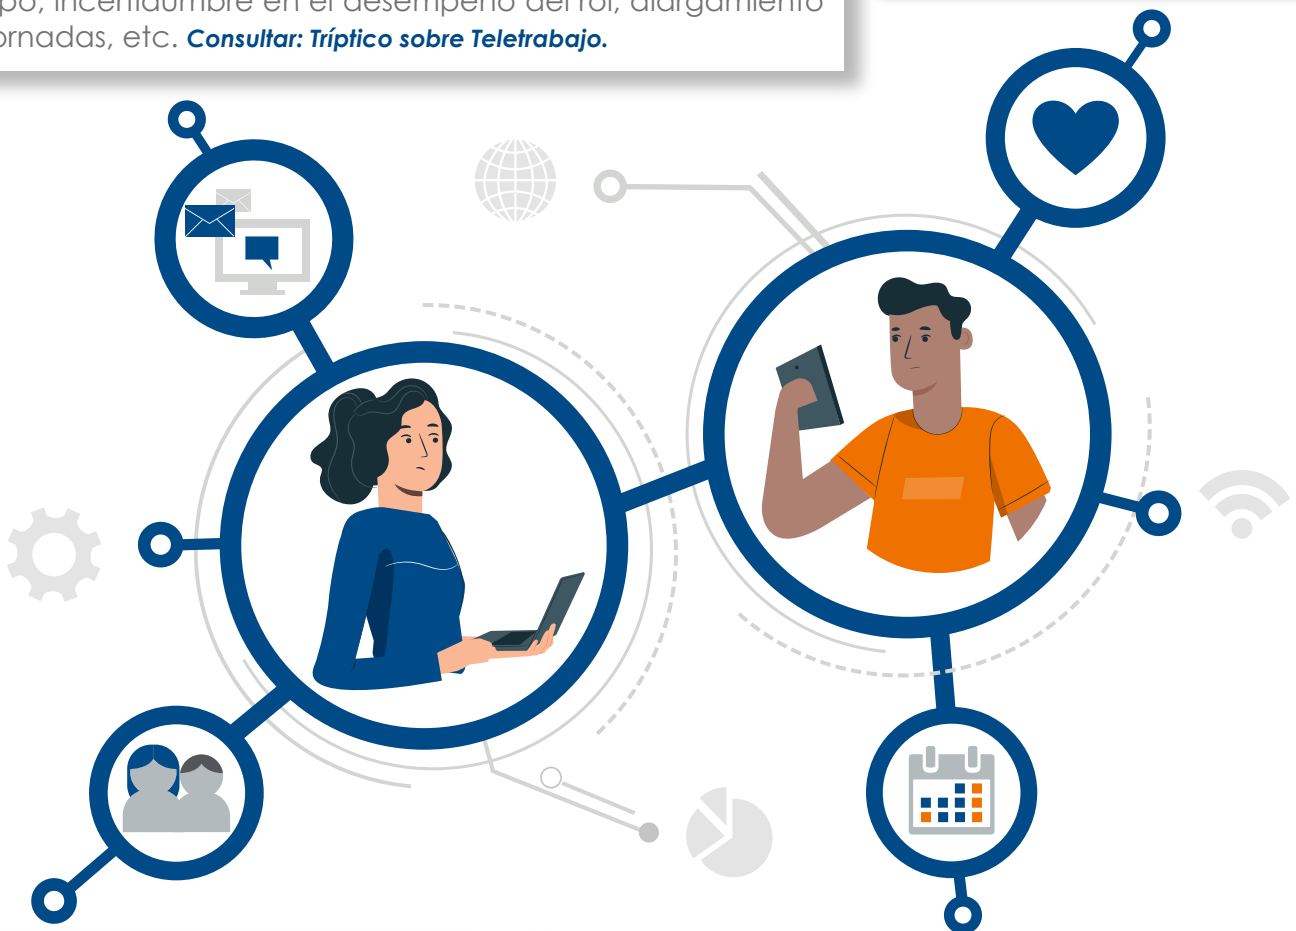 po, incertidumbre en el desempeño del rol, alargamiento
ornadas, etc. Consultar: Tríptico sobre Teletrabajo.